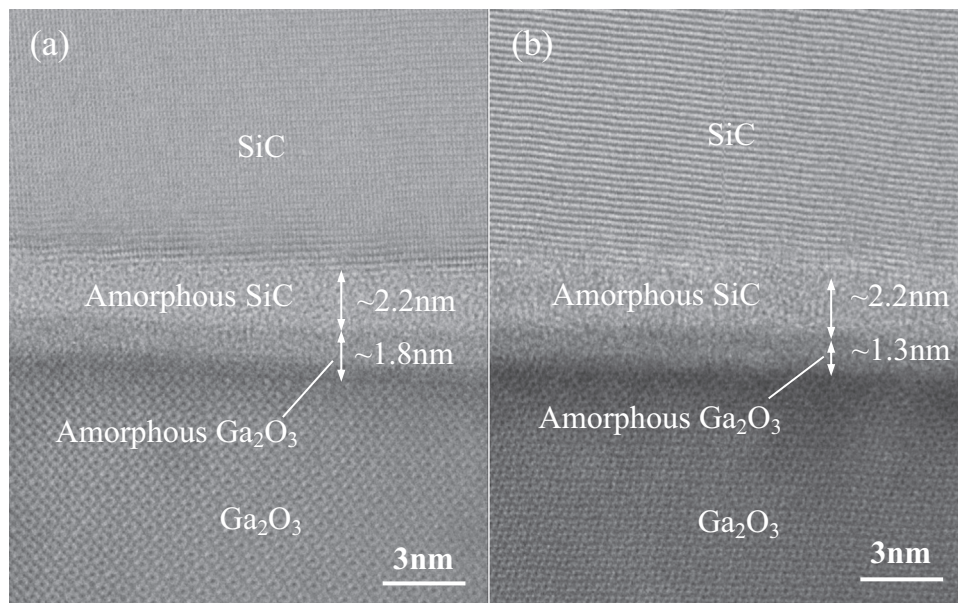 (a)
SiC
Amorphous SiC
~2.2nm
~1.8nm
Amorphous Ga₂O₃
Ga₂O₃
3nm
(b)
SiC
Amorphous SiC
~2.2nm
~1.3nm
Amorphous Ga₂O₃
Ga₂O₃
3nm